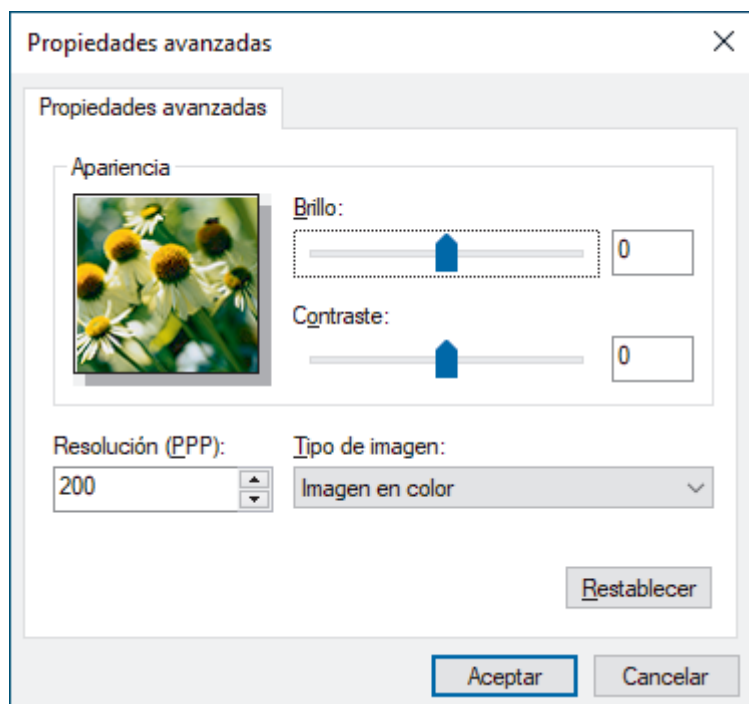 Propiedades avanzadas
Propiedades avanzadas
Apariencia
Brillo:
0
Contraste:
0
Resolución (PPP):
Tipo de imagen:
200
Imagen en color
Restablecer
Aceptar
Cancelar